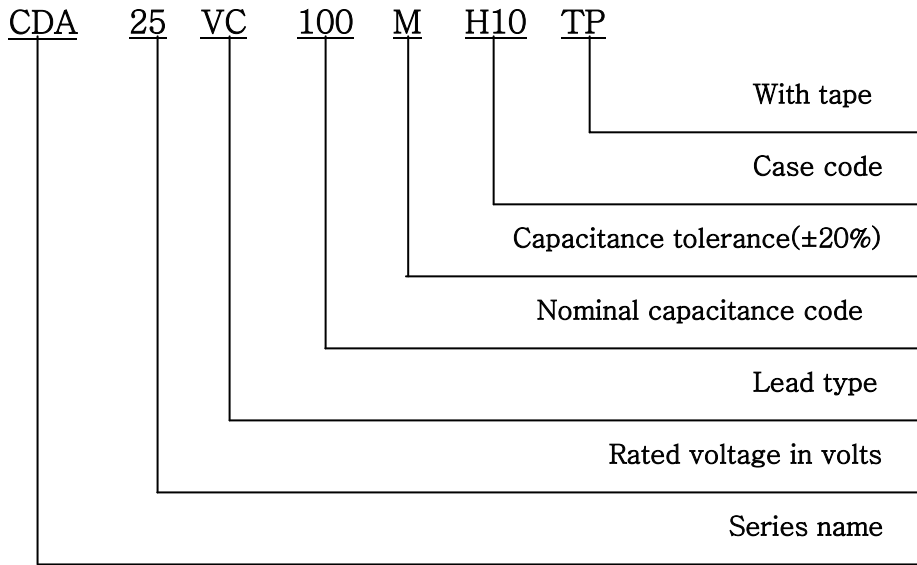 CDA 25 VC 100 M H10 TP
With tape
Case code
Capacitance tolerance(±20%)
Nominal capacitance code
Lead type
Rated voltage in volts
Series name